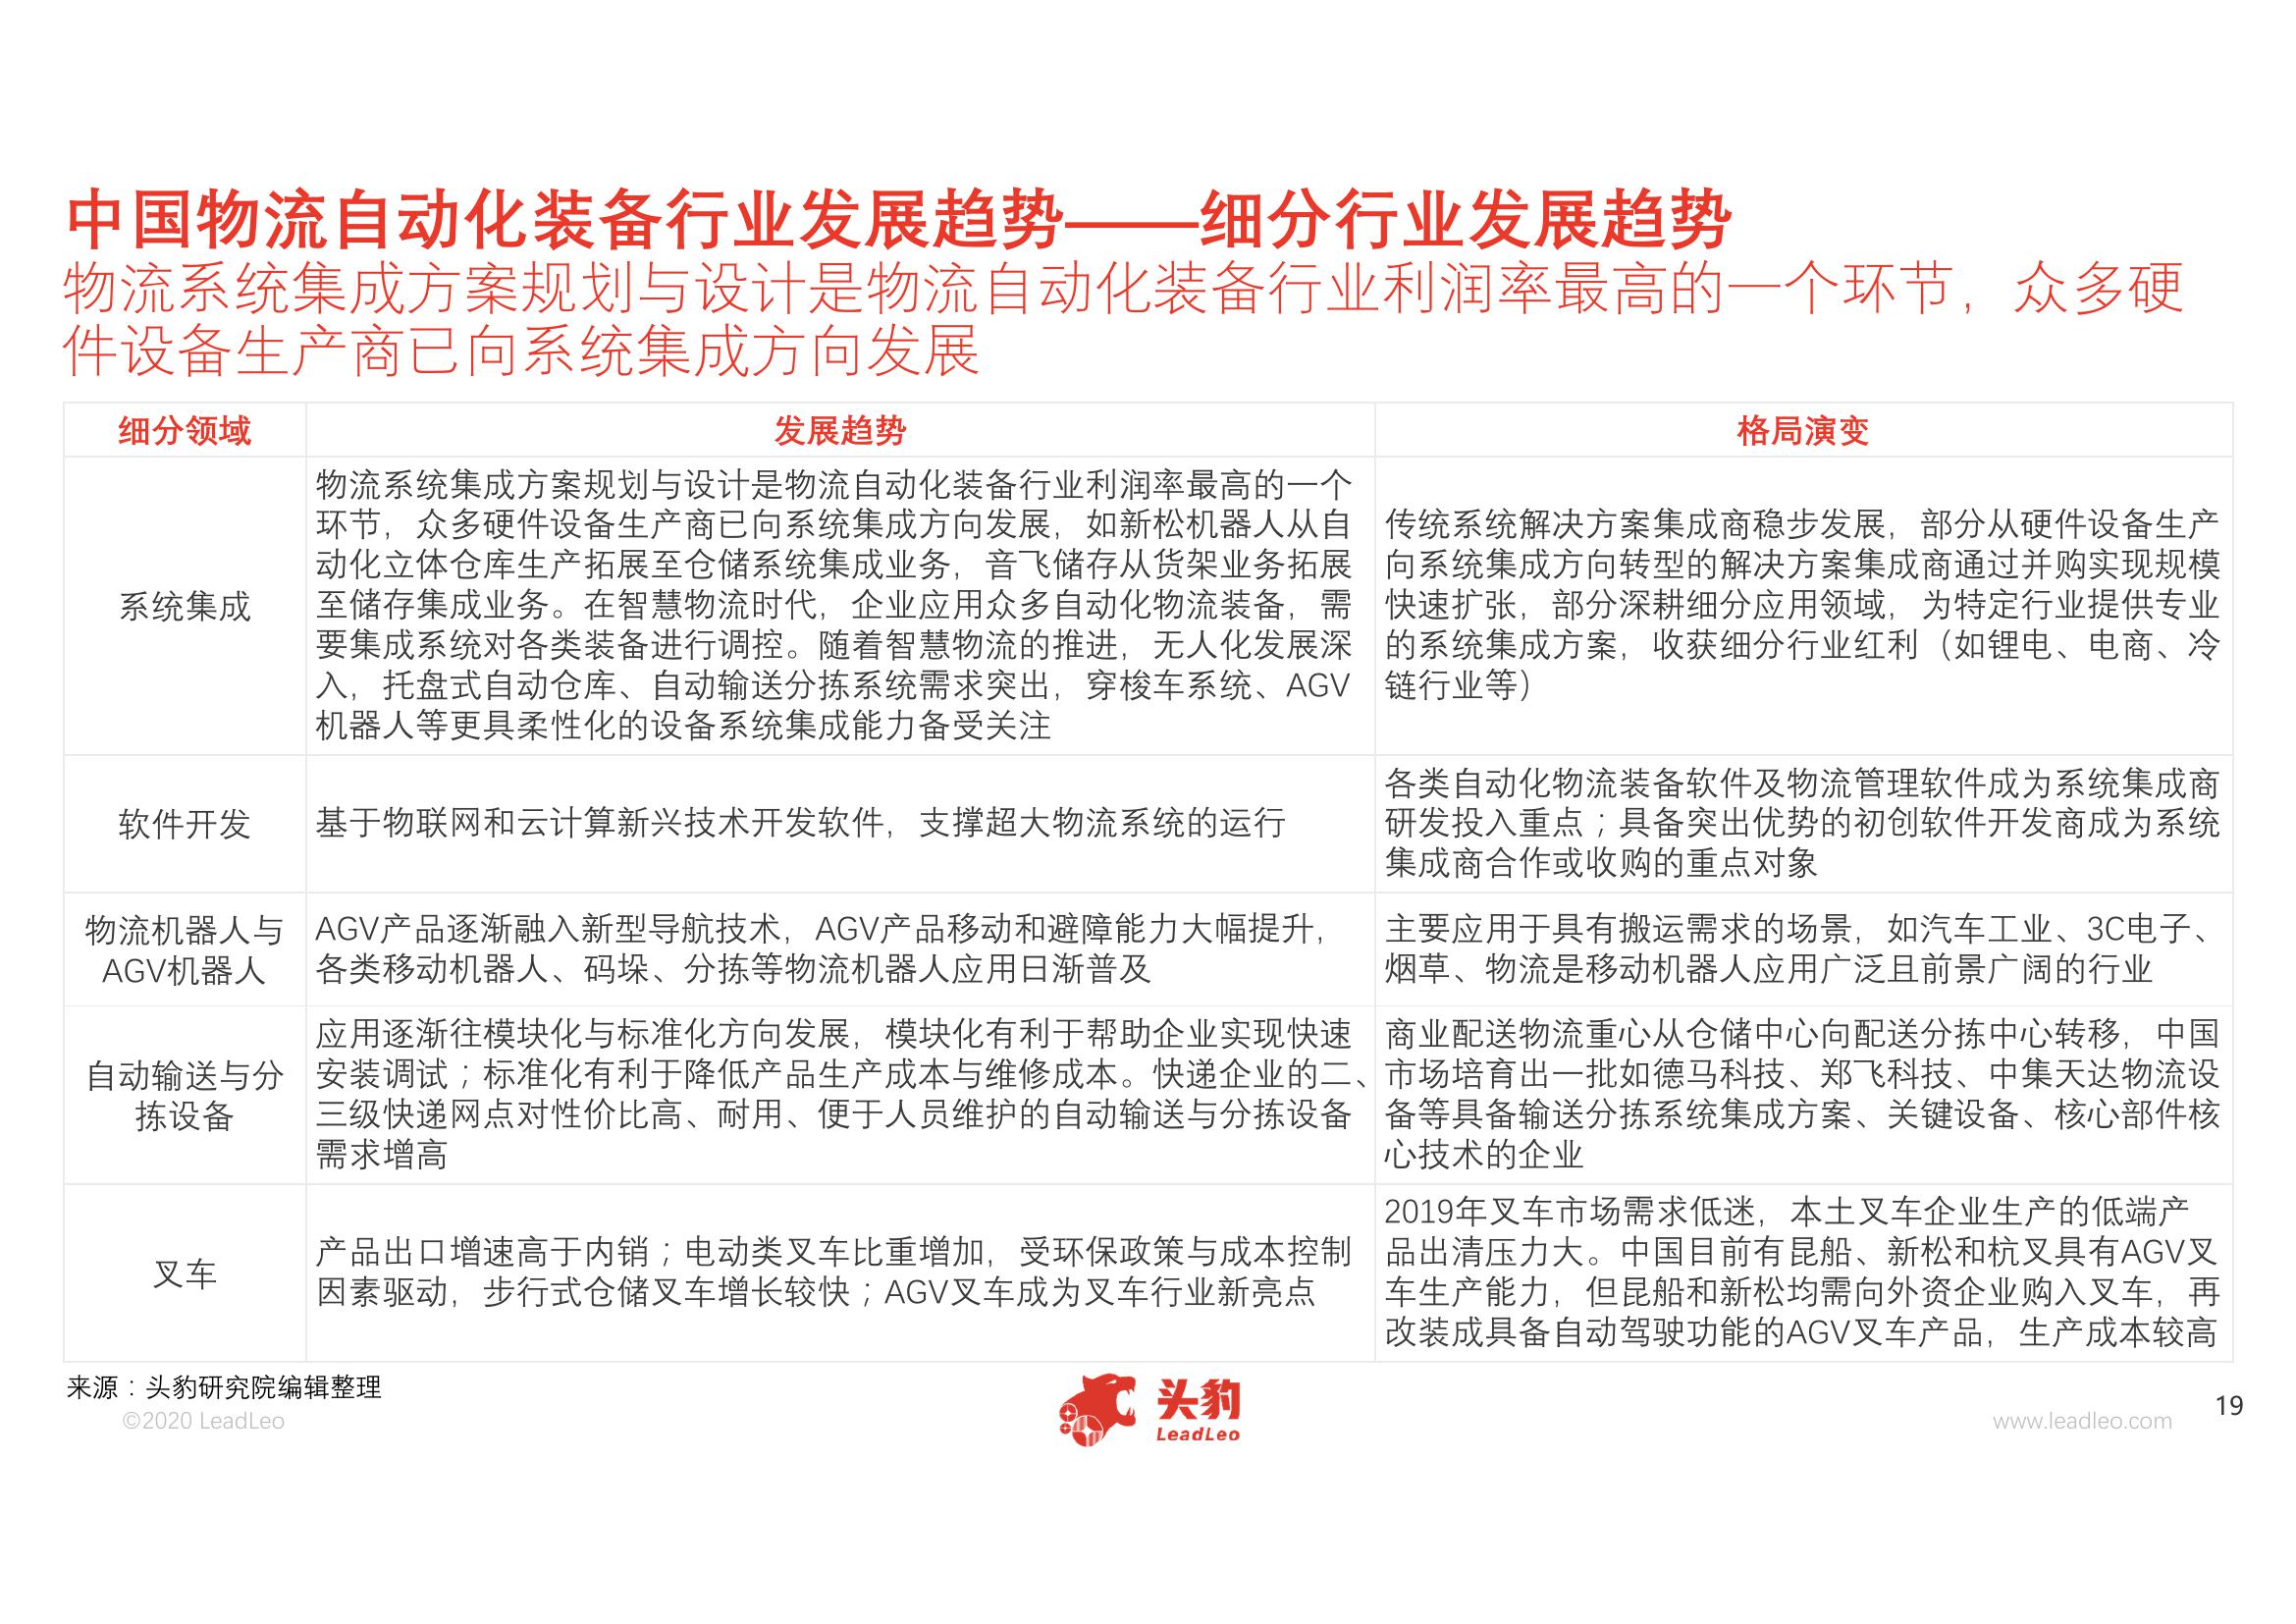 中国物流自动化装备行业发展趋势——细分行业发展趋势
物流系统集成方案规划与设计是物流自动化装备行业利润率最高的一个环节，众多硬
件设备生产商已向系统集成方向发展
细分领域
发展趋势
格局演变
系统集成
物流系统集成方案规划与设计是物流自动化装备行业利润率最高的一个
环节，众多硬件设备生产商已向系统集成方向发展，如新松机器人从自
动化立体仓库生产拓展至仓储系统集成业务，音飞储存从货架业务拓展
至储存集成业务。在智慧物流时代，企业应用众多自动化物流装备，需
要集成系统对各类装备进行调控。随着智慧物流的推进，无人化发展深
入，托盘式自动仓库、自动输送分拣系统需求突出，穿梭车系统、AGV
机器人等更具柔性化的设备系统集成能力备受关注
传统系统解决方案集成商稳步发展，部分从硬件设备生产
向系统集成方向转型的解决方案集成商通过并购实现规模
快速扩张，部分深耕细分应用领域，为特定行业提供专业
的系统集成方案，收获细分行业红利（如锂电、电商、冷
链行业等）
软件开发
基于物联网和云计算新兴技术开发软件，支撑超大物流系统的运行
各类自动化物流装备软件及物流管理软件成为系统集成商
研发投入重点；具备突出优势的初创软件开发商成为系统
集成商合作或收购的重点对象
物流机器人与
AGV机器人
AGV产品逐渐融入新型导航技术，AGV产品移动和避障能力大幅提升，
各类移动机器人、码垛、分拣等物流机器人应用日渐普及
主要应用于具有搬运需求的场景，如汽车工业、3C电子、
烟草、物流是移动机器人应用广泛且前景广阔的行业
自动输送与分
拣设备
应用逐渐往模块化与标准化方向发展，模块化有利于帮助企业实现快速
安装调试；标准化有利于降低产品生产成本与维修成本。快递企业的二、
三级快递网点对性价比高、耐用、便于人员维护的自动输送与分拣设备
需求增高
商业配送物流重心从仓储中心向配送分拣中心转移，中国
市场培育出一批如德马科技、郑飞科技、中集天达物流设
备等具备输送分拣系统集成方案、关键设备、核心部件核
心技术的企业
叉车
产品出口增速高于内销；电动类叉车比重增加，受环保政策与成本控制
因素驱动，步行式仓储叉车增长较快；AGV叉车成为叉车行业新亮点
2019年叉车市场需求低迷，本土叉车企业生产的低端产
品出清压力大。中国目前有昆船、新松和杭叉具有AGV叉
车生产能力，但昆船和新松均需向外资企业购入叉车，再
改装成具备自动驾驶功能的AGV叉车产品，生产成本较高
来源：头豹研究院编辑整理
©2020 LeadLeo
头豹
LeadLeo
www.leadleo.com
19